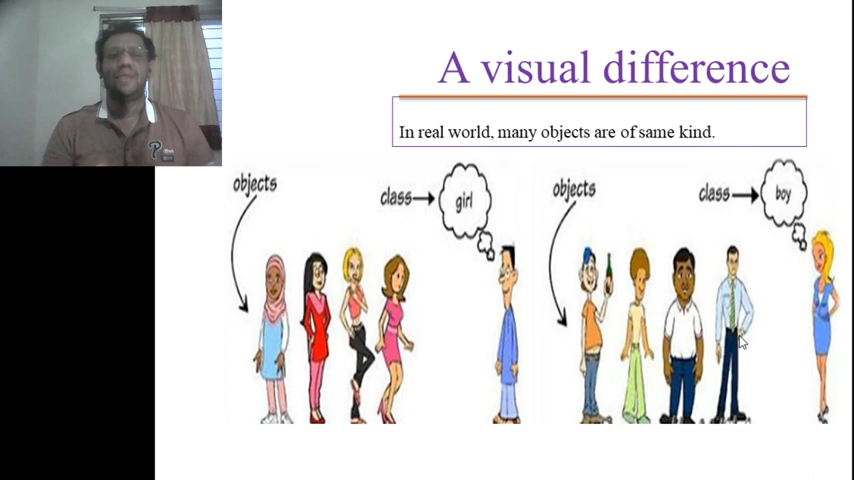 A visual difference
In real world, many objects are of same kind.
objects
class
girl
objects
class
boy
P